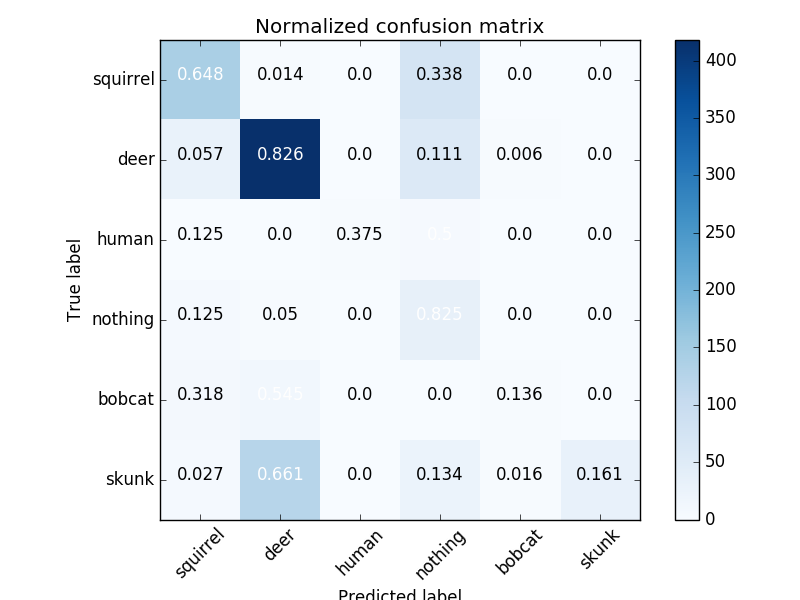 Normalized confusion matrix
squirrel 0.648 0.014 0.0 0.338 0.0 0.0
deer 0.057 0.826 0.0 0.111 0.006 0.0
human 0.125 0.0 0.375 0.5 0.0 0.0
nothing 0.125 0.05 0.0 0.825 0.0 0.0
bobcat 0.318 0.545 0.0 0.0 0.136 0.0
skunk 0.027 0.661 0.0 0.134 0.016 0.161
squirrel deer human nothing bobcat skunk
True label
Predicted label
400
350
300
250
200
150
100
50
0